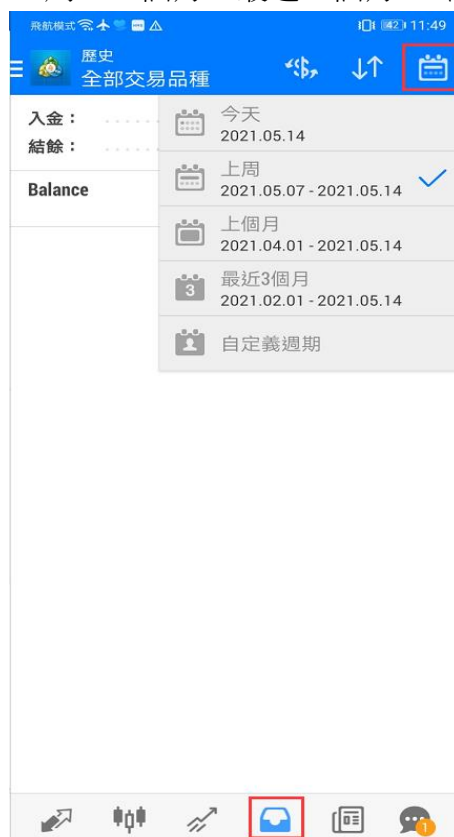 飛航模式 42 11:49
歷史
全部交易品種
入金：
結餘：
Balance
今天
2021.05.14
上周
2021.05.07 - 2021.05.14
上個月
2021.04.01 - 2021.05.14
3
最近3個月
2021.02.01 - 2021.05.14
自定義週期
1